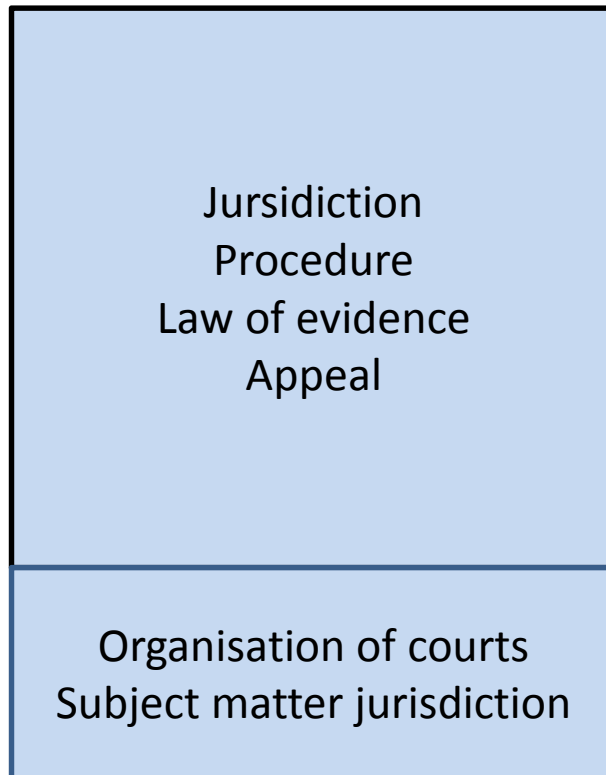 Jursidiction
Procedure
Law of evidence
Appeal
Organisation of courts
Subject matter jurisdiction